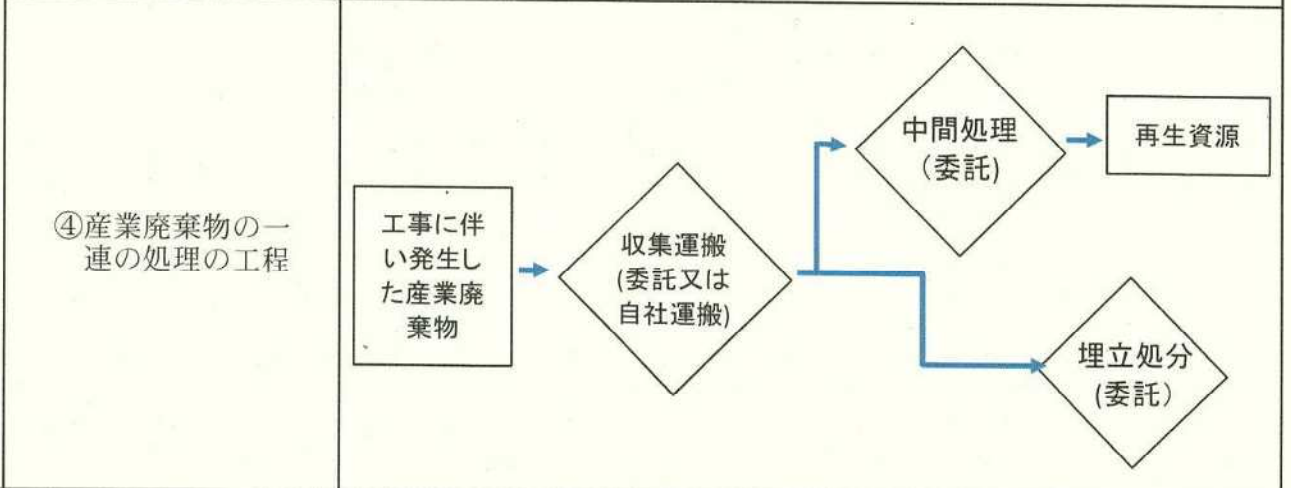 ④産業廃棄物の一
連の処理の工程
工事に伴
い発生し
た産業廃
棄物
収集運搬
(委託又は
自社運搬)
中間処理
（委託)
再生資源
埋立処分
(委託）